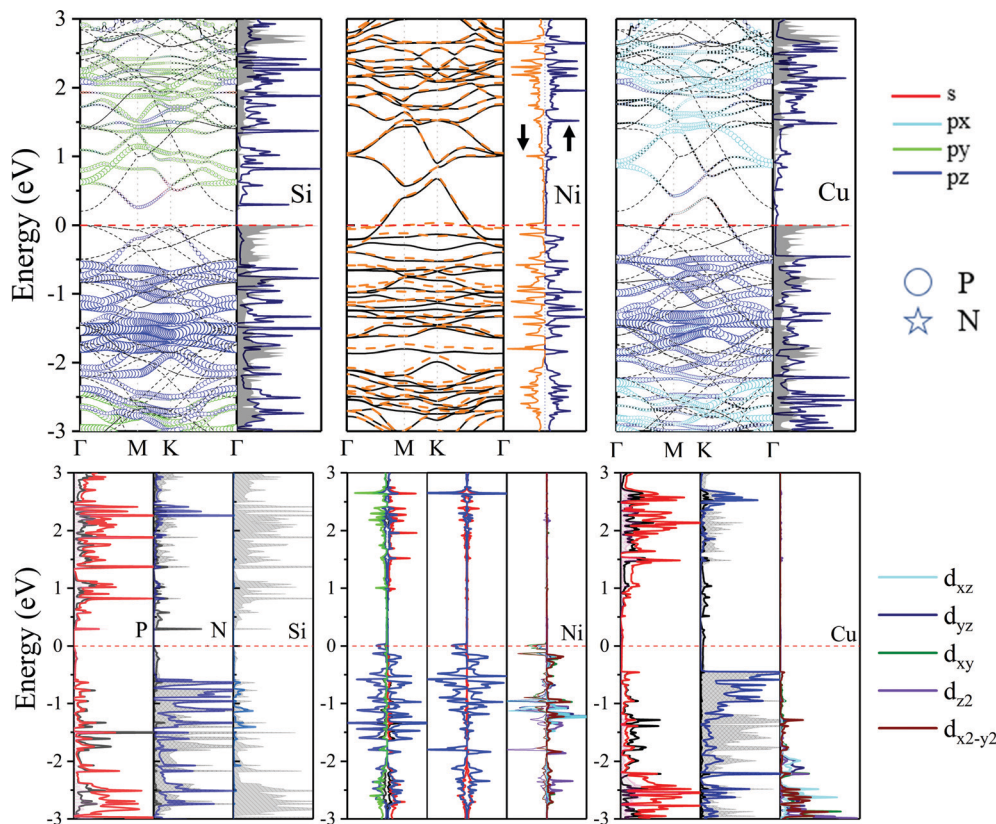 Energy (eV)
3
2
1
0
-1
-2
-3
Si
Γ M K Γ
Ni
Γ M K Γ
Cu
Γ M K Γ
s
px
py
pz
P
N
Energy (eV)
3
2
1
0
-1
-2
-3
P
N
Si
3
2
1
0
-1
-2
-3
Ni
3
2
1
0
-1
-2
-3
Cu
dxz
dyz
dxy
dz2
dx2-y2